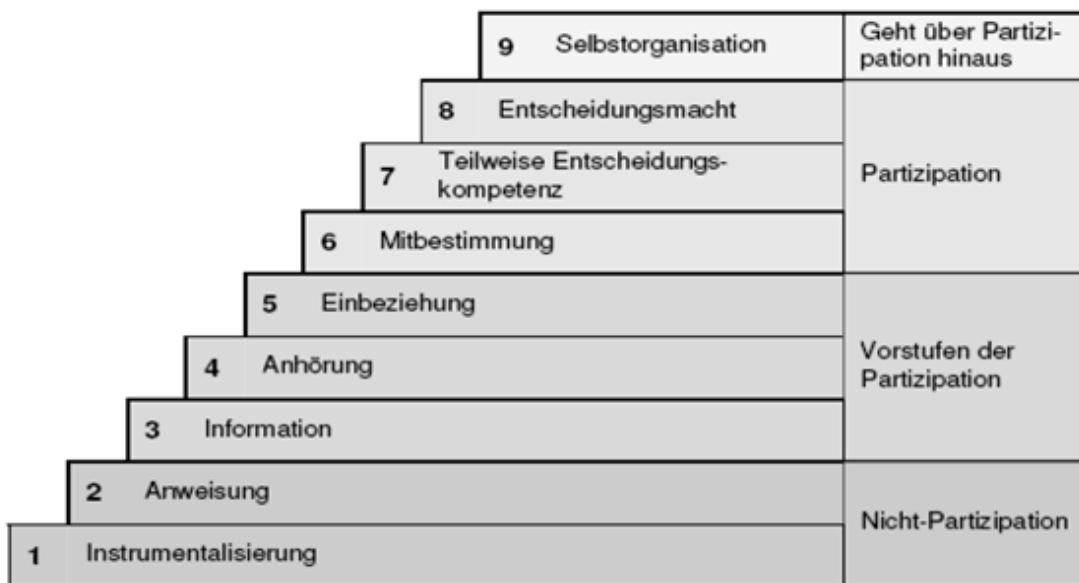 9 Selbstorganisation
Geht über Partizi-
pation hinaus
8 Entscheidungsmacht
7 Teilweise Entscheidungs-
kompetenz
Partizipation
6 Mitbestimmung
5 Einbeziehung
4 Anhörung
Vorstufen der
Partizipation
3 Information
2 Anweisung
Nicht-Partizipation
1 Instrumentalisierung